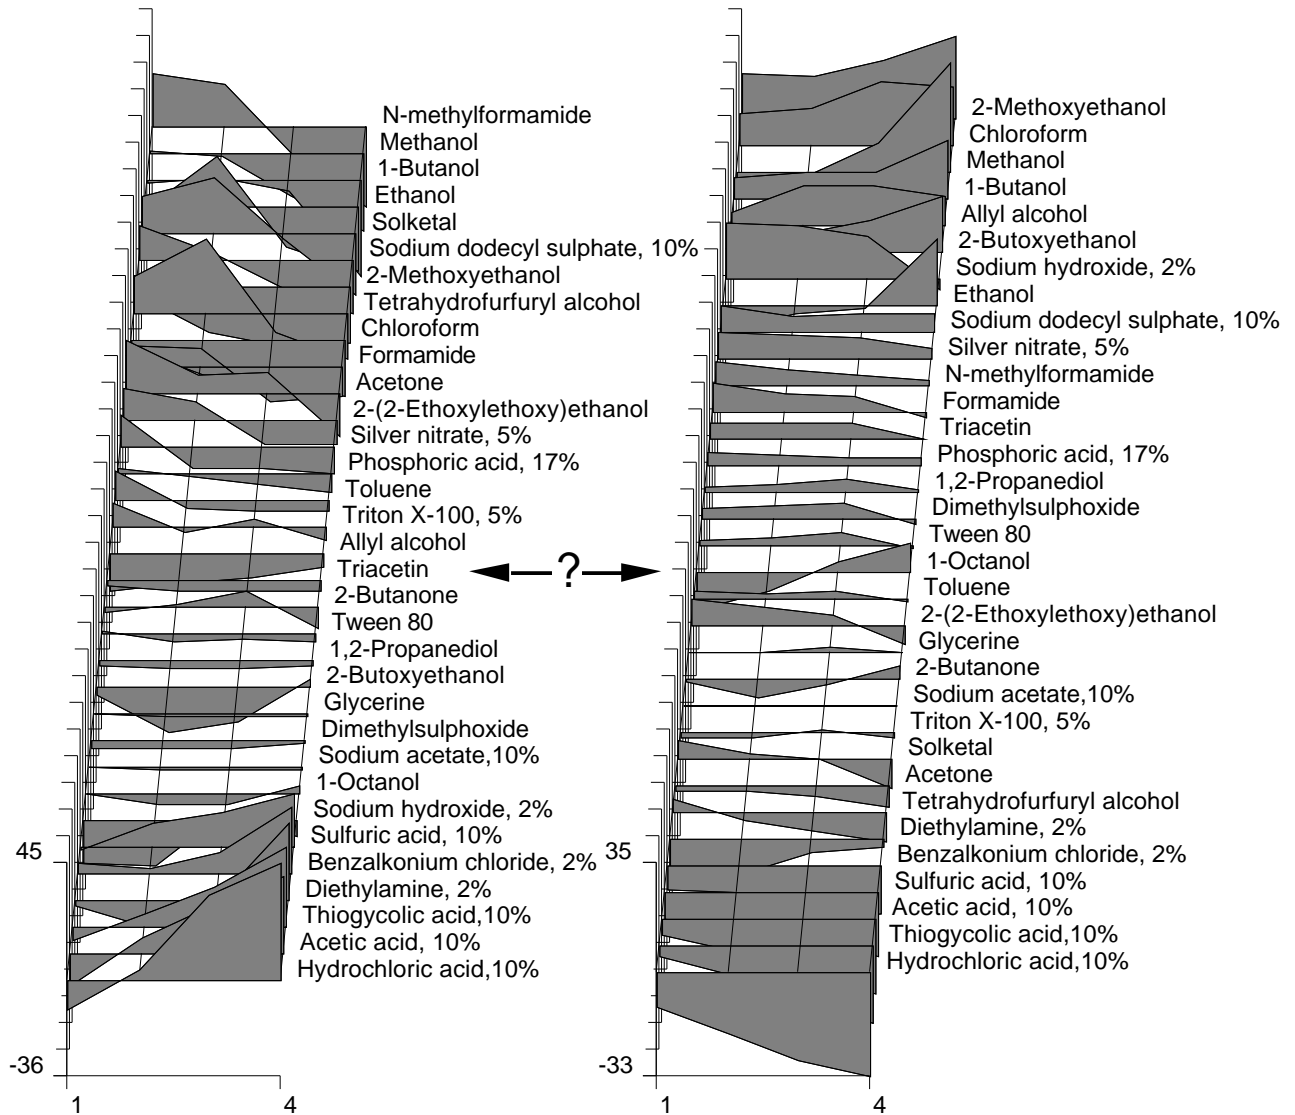 N-methylformamide
Methanol
1-Butanol
Ethanol
Solketal
Sodium dodecyl sulphate, 10%
2-Methoxyethanol
Tetrahydrofurfuryl alcohol
Chloroform
Formamide
Acetone
2-(2-Ethoxylethoxy)ethanol
Silver nitrate, 5%
Phosphoric acid, 17%
Toluene
Triton X-100, 5%
Allyl alcohol
Triacetin
2-Butanone
Tween 80
1,2-Propanediol
2-Butoxyethanol
Glycerine
Dimethylsulphoxide
Sodium acetate,10%
1-Octanol
Sodium hydroxide, 2%
Sulfuric acid, 10%
Benzalkonium chloride, 2%
Diethylamine, 2%
Thiogycolic acid,10%
Acetic acid, 10%
Hydrochloric acid,10%
45
-36
1
4
?
2-Methoxyethanol
Chloroform
Methanol
1-Butanol
Allyl alcohol
2-Butoxyethanol
Sodium hydroxide, 2%
Ethanol
Sodium dodecyl sulphate, 10%
Silver nitrate, 5%
N-methylformamide
Formamide
Triacetin
Phosphoric acid, 17%
1,2-Propanediol
Dimethylsulphoxide
Tween 80
1-Octanol
Toluene
2-(2-Ethoxylethoxy)ethanol
Glycerine
2-Butanone
Sodium acetate,10%
Triton X-100, 5%
Solketal
Acetone
Tetrahydrofurfuryl alcohol
Diethylamine, 2%
Benzalkonium chloride, 2%
Sulfuric acid, 10%
Acetic acid, 10%
Thiogycolic acid,10%
Hydrochloric acid,10%
35
-33
1
4